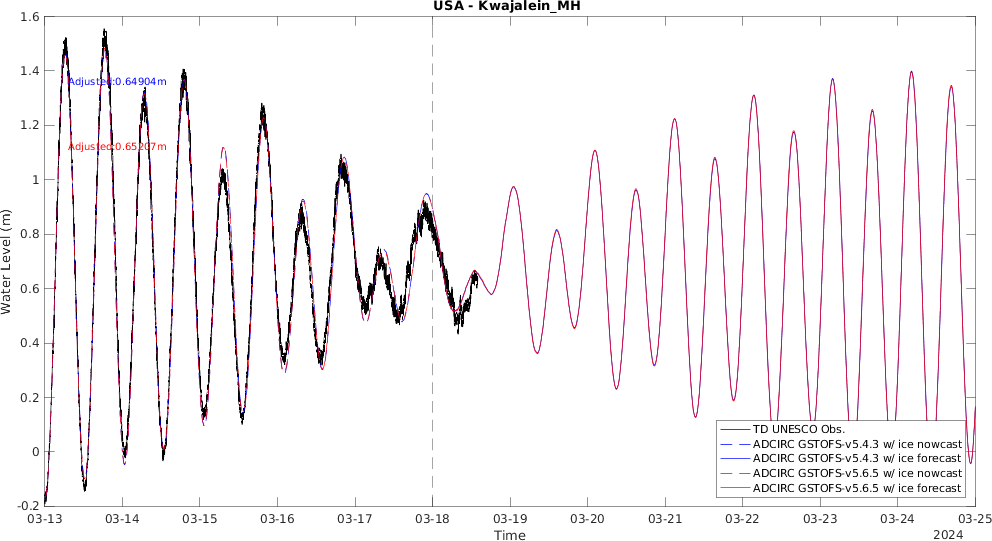 USA - Kwajalein_MH
1.6
1.4
1.2
1
0.8
0.6
0.4
0.2
0
-0.2
Water Level (m)
Adjusted:0.64904m
Adjusted:0.65207m
TD UNESCO Obs.
ADCIRC GSTOFS-v5.4.3 w/ ice nowcast
ADCIRC GSTOFS-v5.4.3 w/ ice forecast
ADCIRC GSTOFS-v5.6.5 w/ ice nowcast
ADCIRC GSTOFS-v5.6.5 w/ ice forecast
03-13 03-14 03-15 03-16 03-17 03-18 03-19 03-20 03-21 03-22 03-23 03-24 03-25
Time
2024